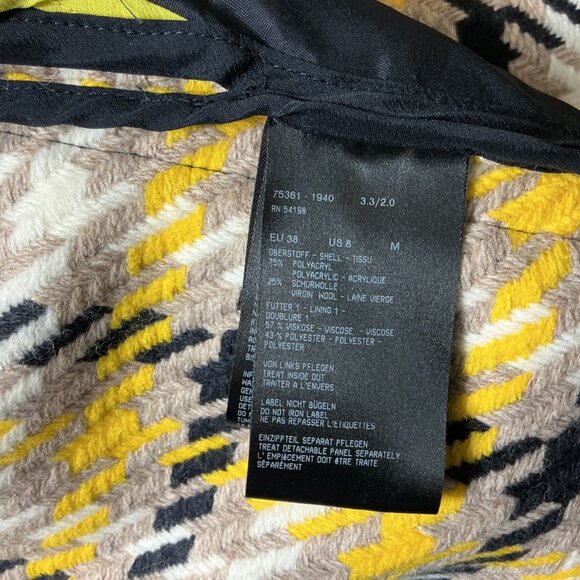 75361 - 1940 3.3/2.0
RN 54198
EU 38 US 8 M
OBERSTOFF - SHELL - TISSU
75% POLYACRYL
POLYACRYLIC - ACRYLIQUE
25% SCHURWOLLE
VIRGIN WOOL - LAINE VIERGE
FUTTER 1 - LINING 1 -
DOUBLURE 1
57 % VISKOSE - VISCOSE - VISCOSE
43 % POLYESTER - POLYESTER -
POLYESTER
VON LINKS PFLEGEN
TREAT INSIDE OUT
TRAITER A L'ENVERS
LABEL NICHT BÜGELN
DO NOT IRON LABEL
NE PAS REPASSER L'ETIQUETTE
EINZIPPTEIL SEPARAT PFLEGEN
TREAT DETACHABLE PANEL SEPARATELY
L' EMPIÈCEMENT DOIT ÊTRE TRAITÉ
SÉPARÉMENT